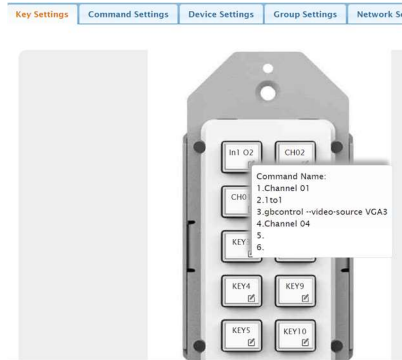 Key Settings
Command Settings
Device Settings
Group Settings
Network
In1 O2
CH02
Command Name:
1.Channel 01
2.1to1
3.gbcontrol --video-source VGA3
4.Channel 04
5.
6.
CH0
KEY
KEY4
KEY9
KEY5
KEY10